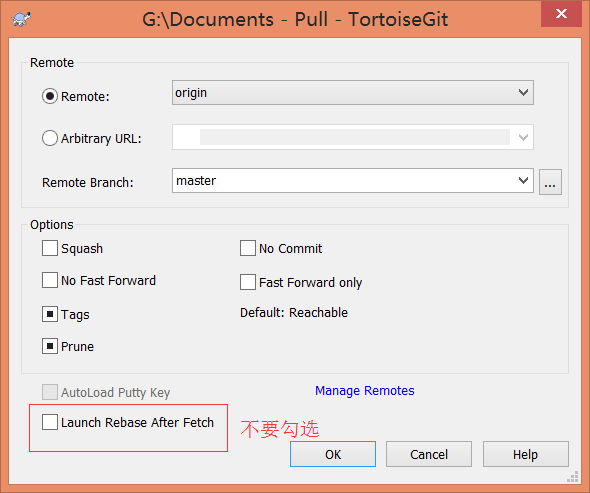 G:\Documents - Pull - TortoiseGit
Remote
Remote:
origin
Arbitrary URL:
Remote Branch:
master
...
Options
Squash
No Commit
No Fast Forward
Fast Forward only
Tags
Default: Reachable
Prune
AutoLoad Putty Key
Manage Remotes
Launch Rebase After Fetch
不要勾选
OK
Cancel
Help